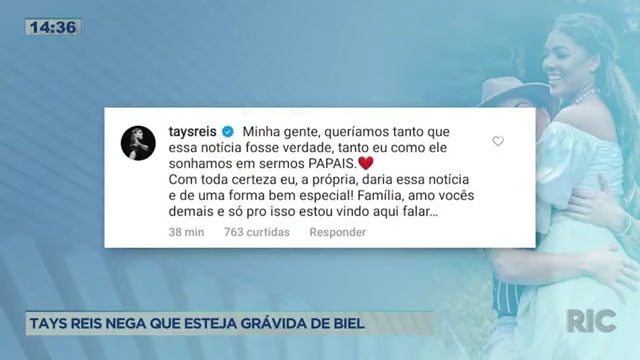 14:36
taysreis Minha gente, queríamos tanto que
essa notícia fosse verdade, tanto eu como ele
sonhamos em sermos PAPAIS.❤️
Com toda certeza eu, a própria, daria essa notícia
e de uma forma bem especial! Família, amo vocês
demais e só pro isso estou vindo aqui falar...
38 min 763 curtidas Responder
TAYS REIS NEGA QUE ESTEJA GRÁVIDA DE BIEL
RIC